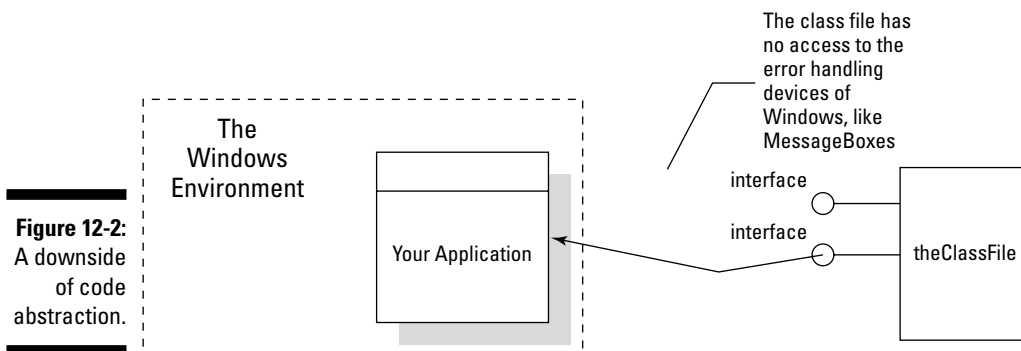 The class file has
no access to the
error handling
devices of
Windows, like
MessageBoxes
The
Windows
Environment
interface
interface
Your Application
theClassFile
Figure 12-2:
A downside
of code
abstraction.